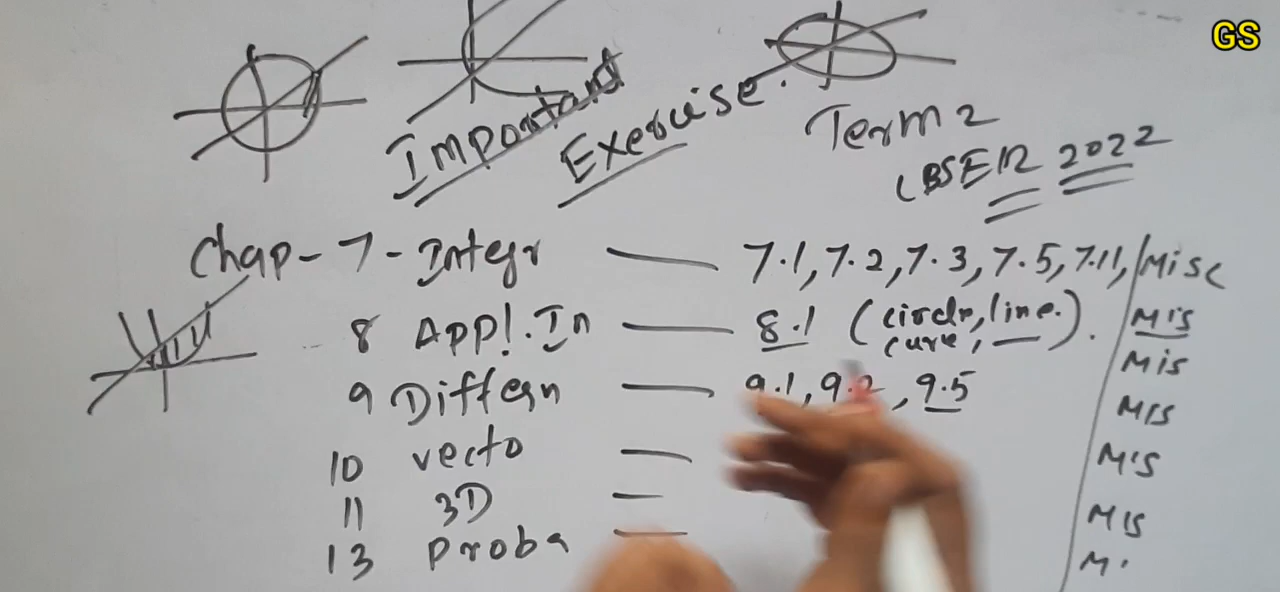 GS
Important
Exercise.
Term 2
CBSE 12 2022
Chap - 7 - Integr — 7.1, 7.2, 7.3, 7.5, 7.11, Misc
8 Appl. In — 8.1 (circle, line. curve, —). Mis
Mis
9 Differn — 9.1, 9.2, 9.5 Mis
10 vecto — Mis
11 3D — Mis
13 Proba — M.